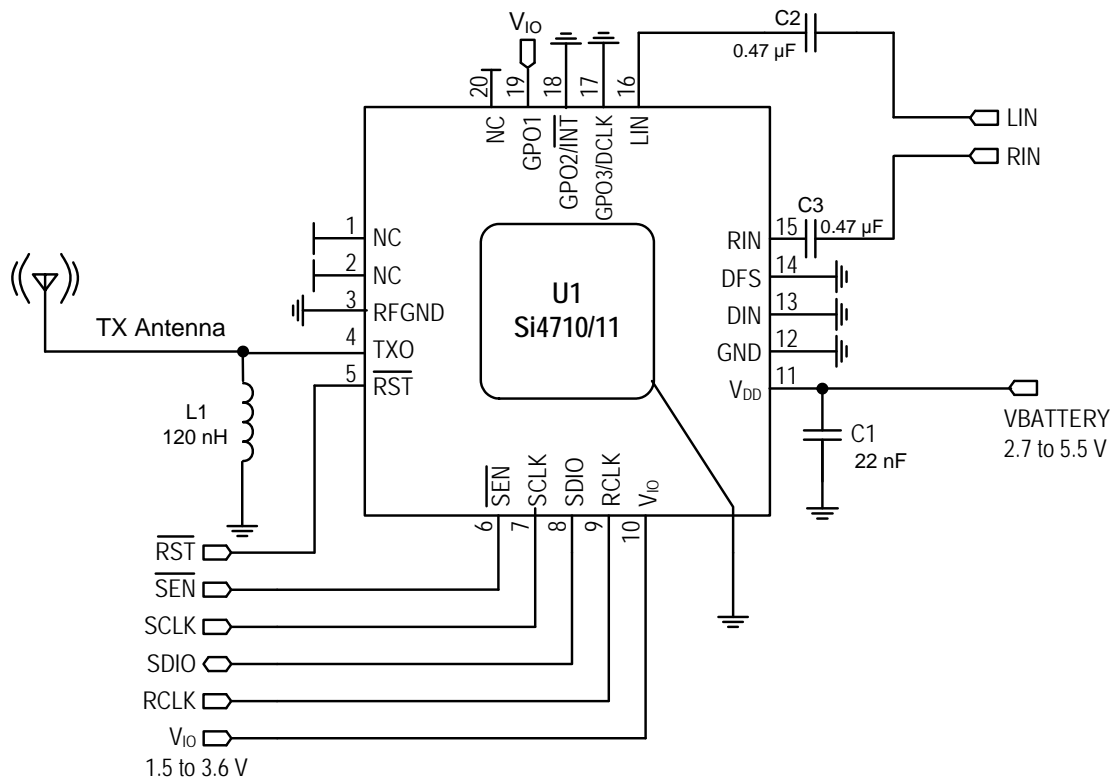 C2
0.47 µF
VIO
20
19
18
17
16
NC
GPO1
GPO2/INT
GPO3/DCLK
LIN
LIN
RIN
C3
0.47 µF
1
NC
2
NC
3
RFGND
4
TXO
5
RST
TX Antenna
L1
120 nH
U1
Si4710/11
RIN
15
DFS
14
DIN
13
GND
12
VDD
11
VBATTERY
2.7 to 5.5 V
C1
22 nF
SEN
SCLK
SDIO
RCLK
VIO
6
7
8
9
10
RST
SEN
SCLK
SDIO
RCLK
VIO
1.5 to 3.6 V